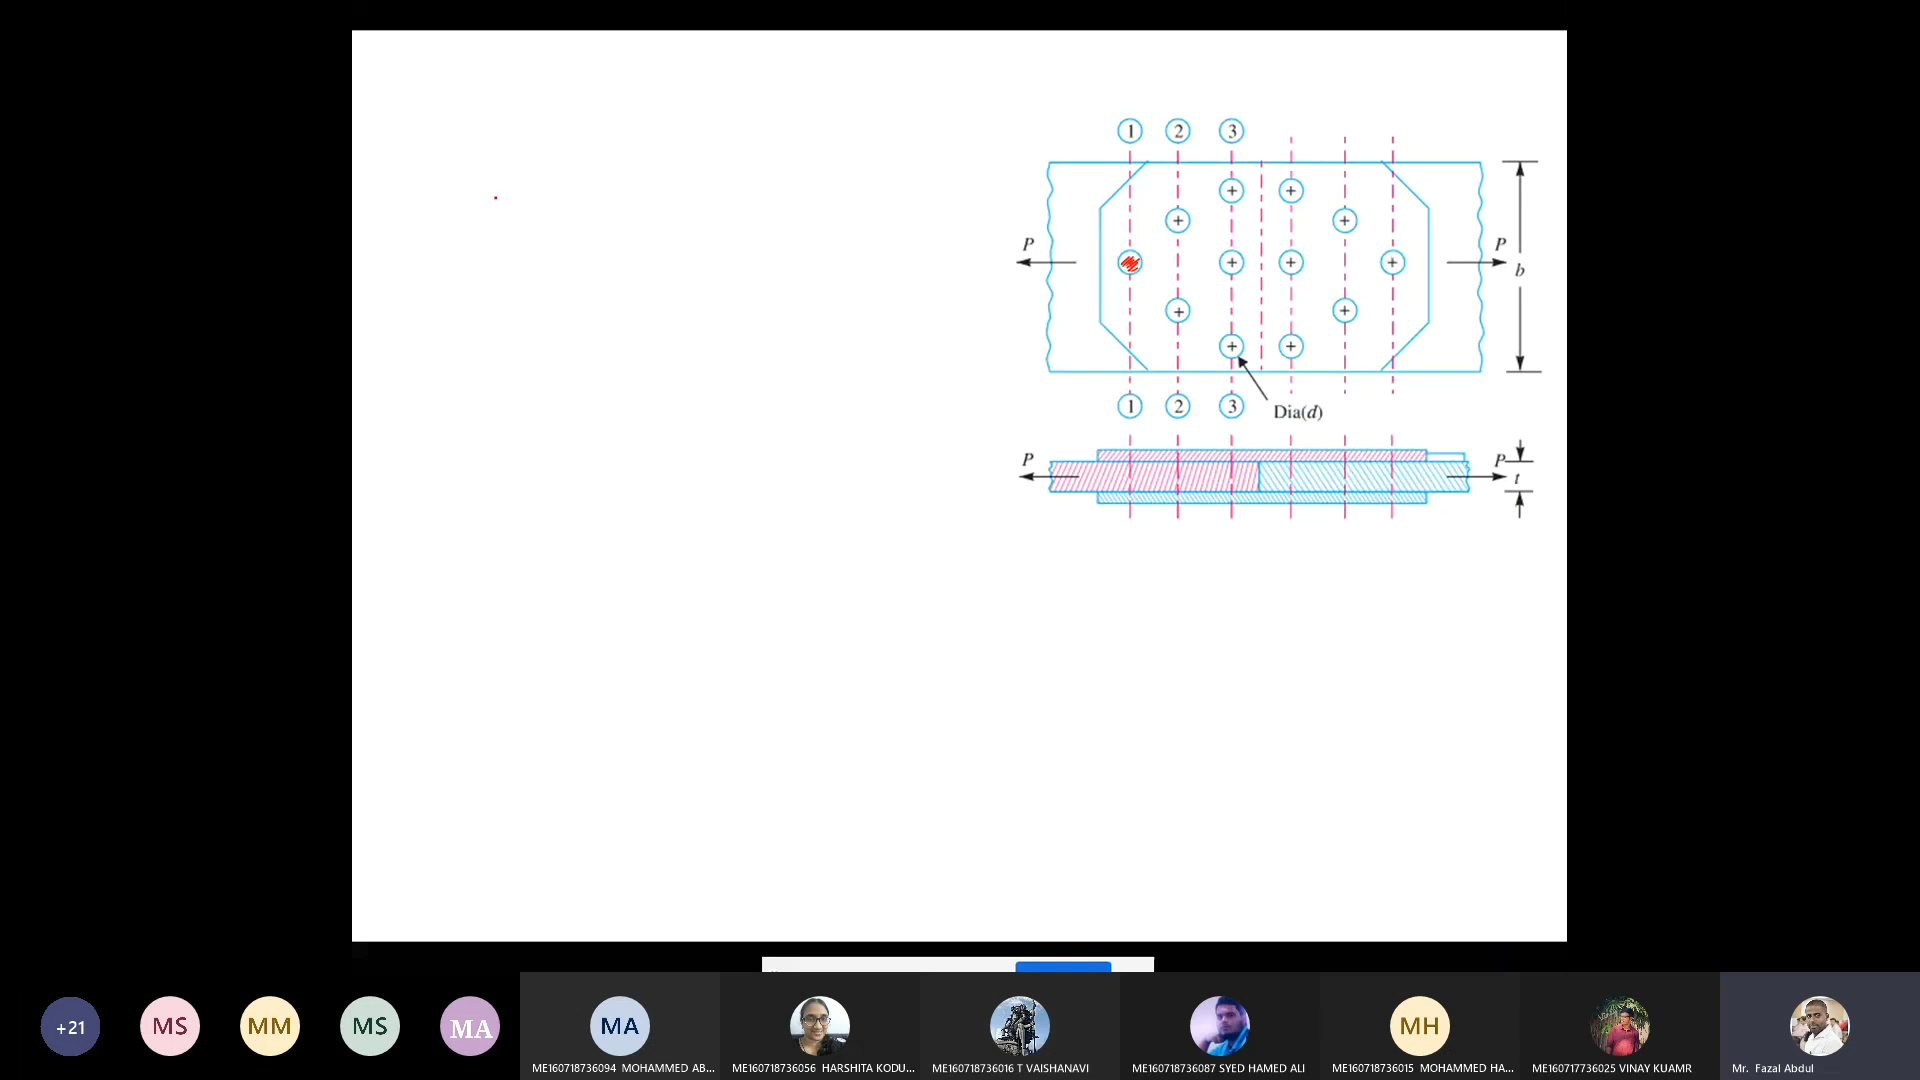 1 2 3
P P
b
1 2 3
Dia(d)
P P
t
+21 MS MM MS MA MA MH
ME160718736094 MOHAMMED AB... ME160718736056 HARSHITA KODU... ME160718736016 T VAISHANAVI ME160718736087 SYED HAMED ALI ME160718736015 MOHAMMED HA... ME160717736025 VINAY KUAMR Mr. Fazal Abdul